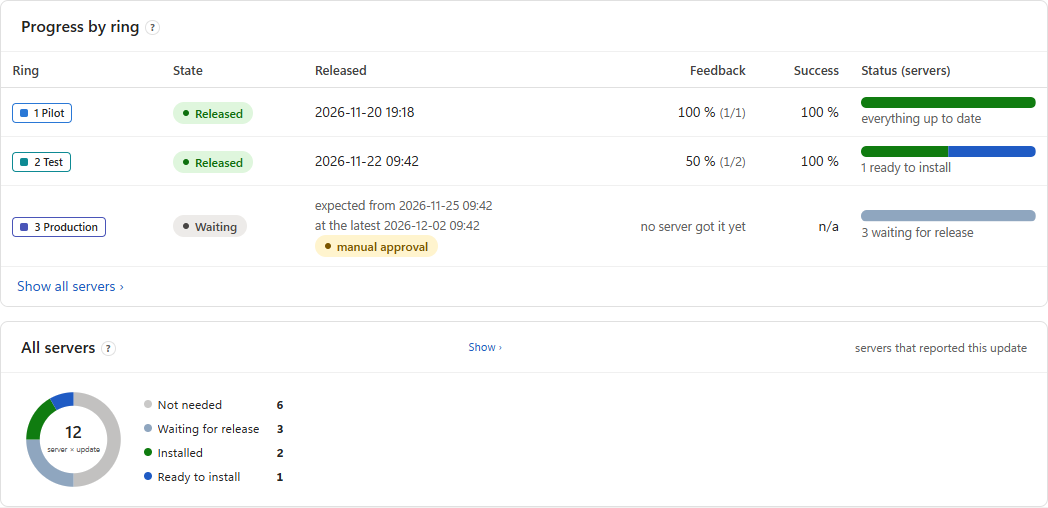 Progress by ring ?
Ring State Released Feedback Success Status (servers)
1 Pilot Released 2026-11-20 19:18 100 % (1/1) 100 % everything up to date
2 Test Released 2026-11-22 09:42 50 % (1/2) 100 % 1 ready to install
3 Production Waiting expected from 2026-11-25 09:42
at the latest 2026-12-02 09:42
manual approval
no server got it yet n/a 3 waiting for release
Show all servers ›
All servers ? Show › servers that reported this update
12
server × update
Not needed 6
Waiting for release 3
Installed 2
Ready to install 1